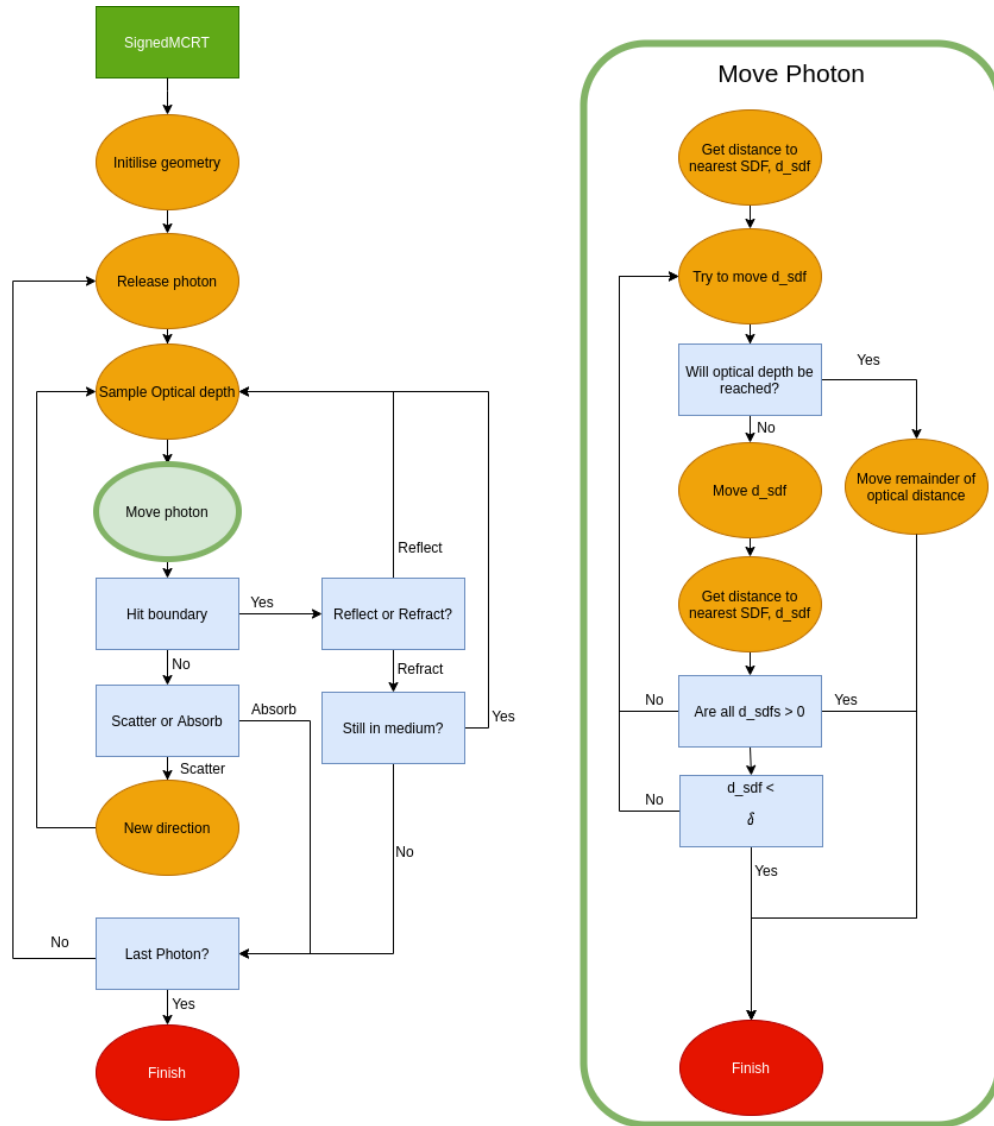 SignedMCRT
Initilise geometry
Release photon
Sample Optical depth
Move photon
Reflect
Hit boundary
Yes
Reflect or Refract?
No
Refract
Scatter or Absorb
Absorb
Still in medium?
Yes
Scatter
New direction
No
No
Last Photon?
Yes
Finish
Move Photon
Get distance to
nearest SDF, d_sdf
Try to move d_sdf
Will optical depth be
reached?
Yes
No
Move d_sdf
Move remainder of
optical distance
Get distance to
nearest SDF, d_sdf
No
Are all d_sdfs > 0
Yes
No
d_sdf <
δ
Yes
Finish